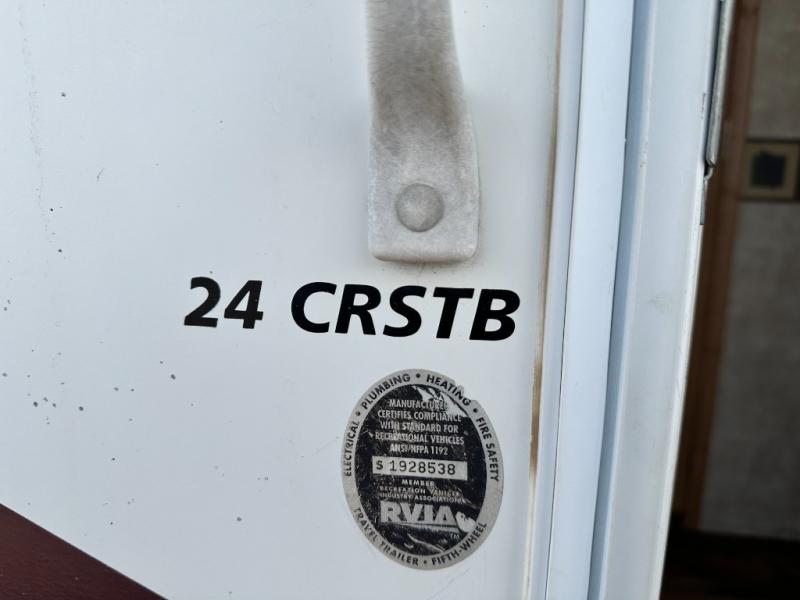 24 CRSTB
ELECTRICAL • PLUMBING • HEATING • FIRE SAFETY
MANUFACTURER
CERTIFIES COMPLIANCE
WITH STANDARD FOR
RECREATIONAL VEHICLES
ANSI/NFPA 1192
S 1928538
MEMBER
RECREATION VEHICLE
INDUSTRY ASSOCIATION
RVIA
TM
TRAVEL TRAILER • FIFTH-WHEEL